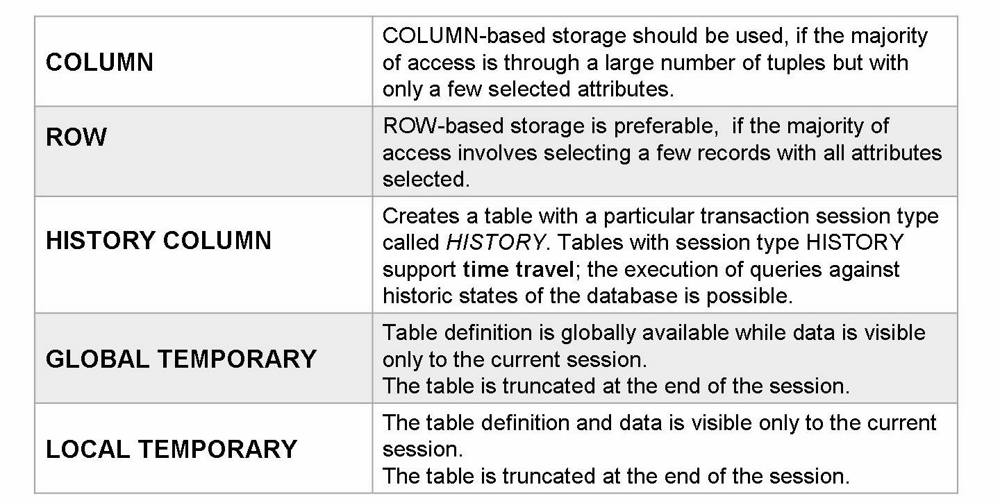 COLUMN
COLUMN-based storage should be used, if the majority
of access is through a large number of tuples but with
only a few selected attributes.
ROW
ROW-based storage is preferable,  if the majority of
access involves selecting a few records with all attributes
selected.
HISTORY COLUMN
Creates a table with a particular transaction session type
called HISTORY. Tables with session type HISTORY
support time travel; the execution of queries against
historic states of the database is possible.
GLOBAL TEMPORARY
Table definition is globally available while data is visible
only to the current session.
The table is truncated at the end of the session.
LOCAL TEMPORARY
The table definition and data is visible only to the current
session.
The table is truncated at the end of the session.